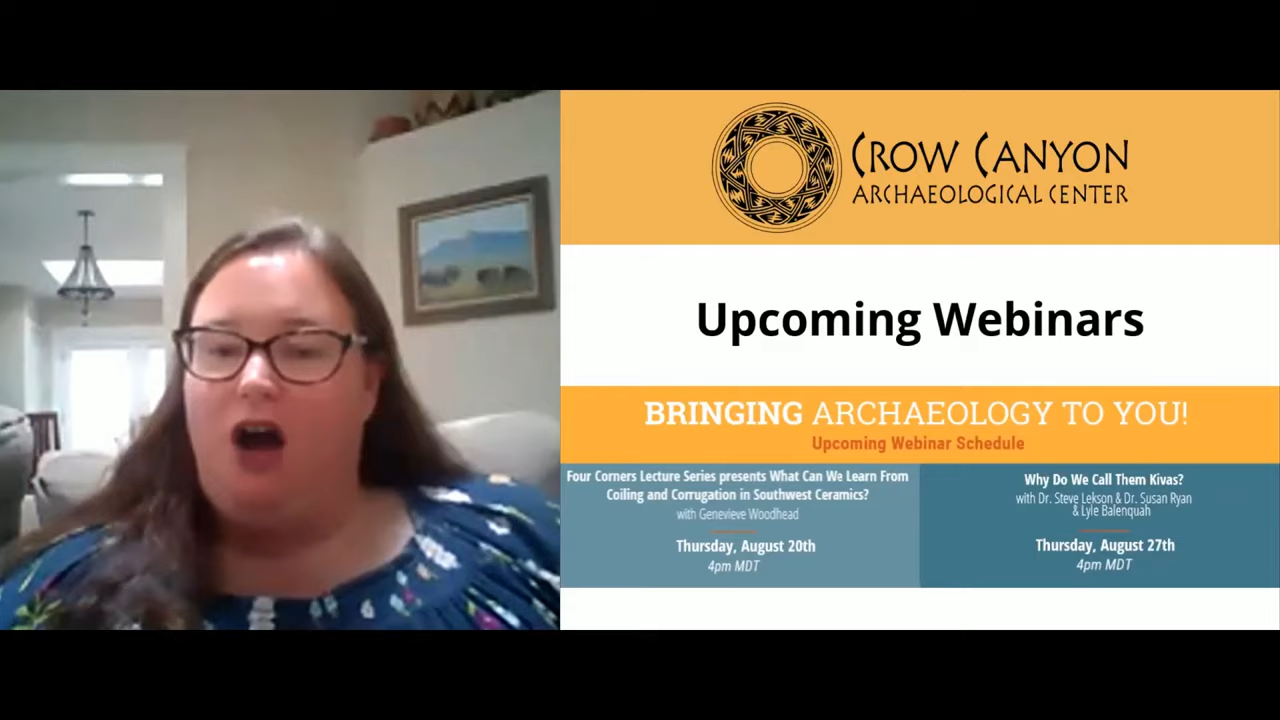 CROW CANYON
ARCHAEOLOGICAL CENTER
Upcoming Webinars
BRINGING ARCHAEOLOGY TO YOU!
Upcoming Webinar Schedule
Four Corners Lecture Series presents What Can We Learn From
Coiling and Corrugation in Southwest Ceramics?
with Genevieve Woodhead
Thursday, August 20th
4pm MDT
Why Do We Call Them Kivas?
with Dr. Steve Lekson & Dr. Susan Ryan
& Lyle Balenquah
Thursday, August 27th
4pm MDT